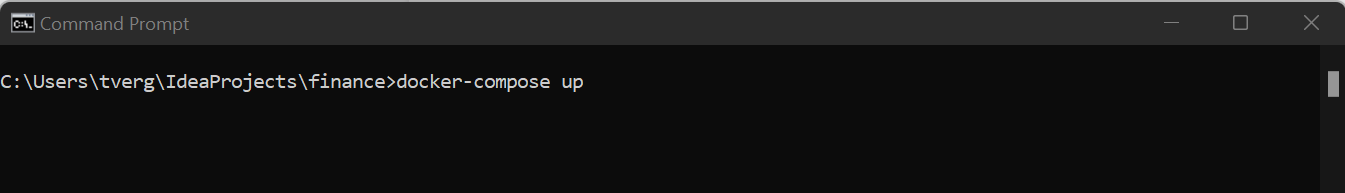 Command Prompt
C:\Users\tverg\IdeaProjects\finance>docker-compose up